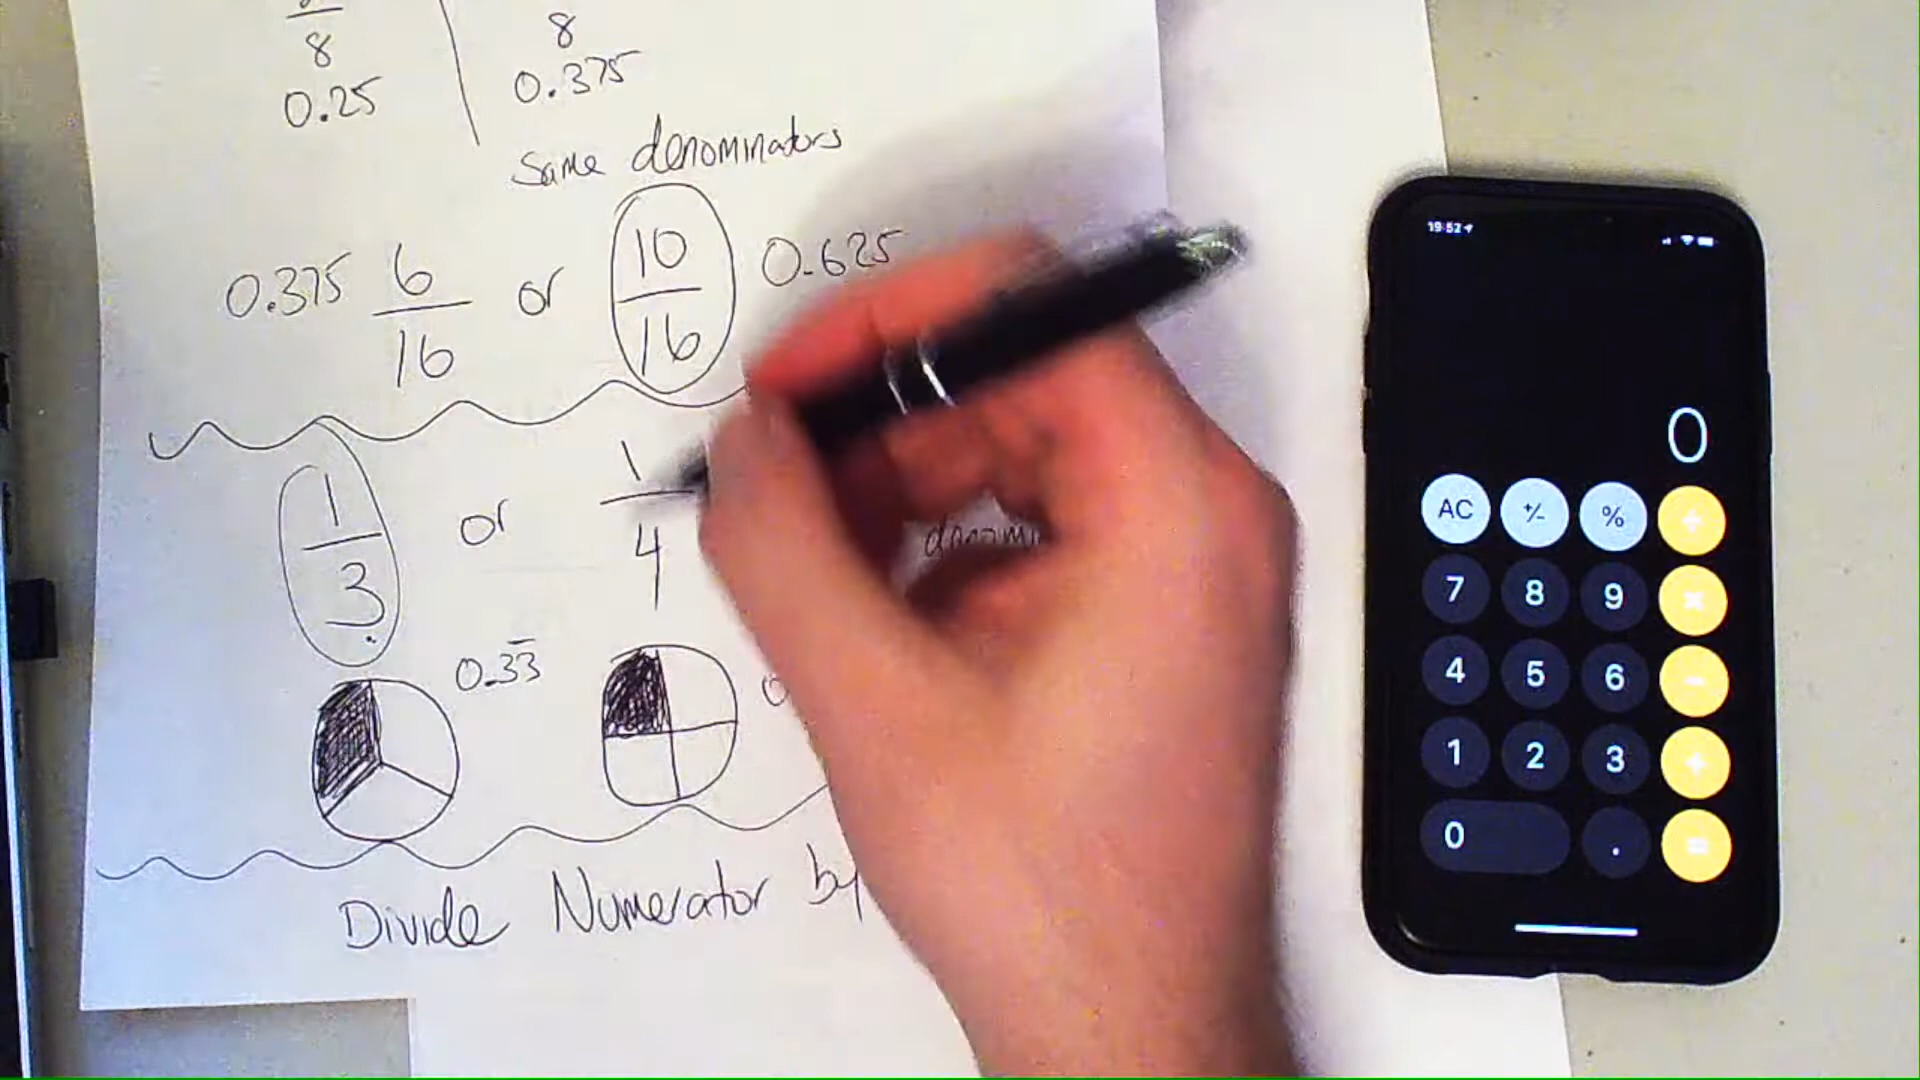 8 8
0.25 0.375
Same denominators
0.375 6/16 or 10/16 0.625
1/3 or 1/4
0.33̅
Divide Numerator by
19:52
0
AC +/- % ÷
7 8 9 ×
4 5 6 −
1 2 3 +
0 . =